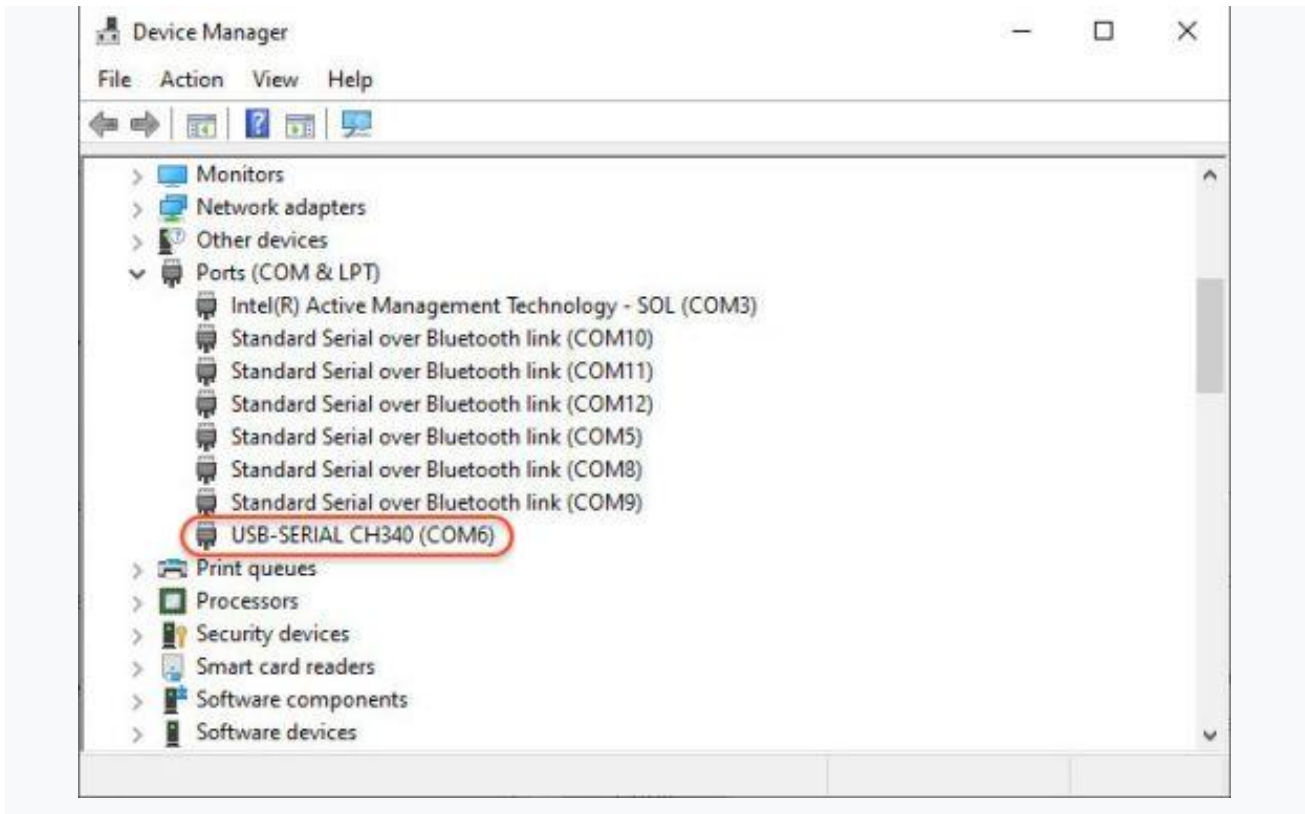 Device Manager
File Action View Help
Monitors
Network adapters
Other devices
Ports (COM & LPT)
Intel(R) Active Management Technology - SOL (COM3)
Standard Serial over Bluetooth link (COM10)
Standard Serial over Bluetooth link (COM11)
Standard Serial over Bluetooth link (COM12)
Standard Serial over Bluetooth link (COM5)
Standard Serial over Bluetooth link (COM8)
Standard Serial over Bluetooth link (COM9)
USB-SERIAL CH340 (COM6)
Print queues
Processors
Security devices
Smart card readers
Software components
Software devices